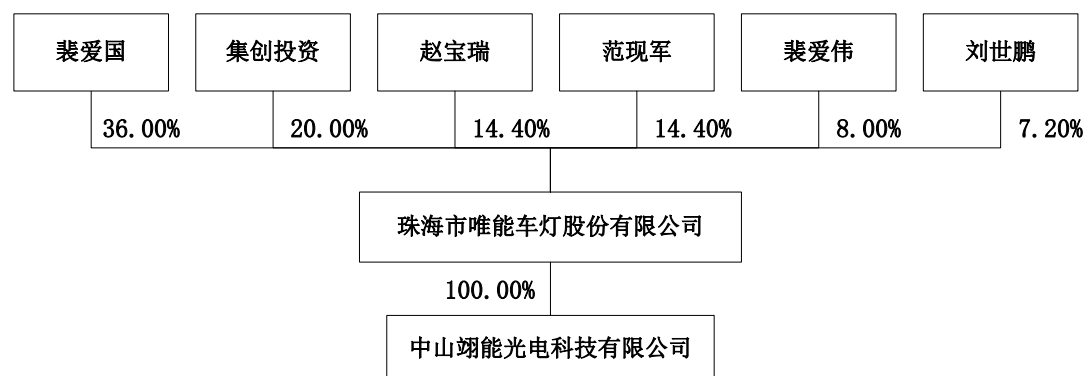 裴爱国 集创投资 赵宝瑞 范现军 裴爱伟 刘世鹏
36.00% 20.00% 14.40% 14.40% 8.00% 7.20%
珠海市唯能车灯股份有限公司
100.00%
中山翊能光电科技有限公司